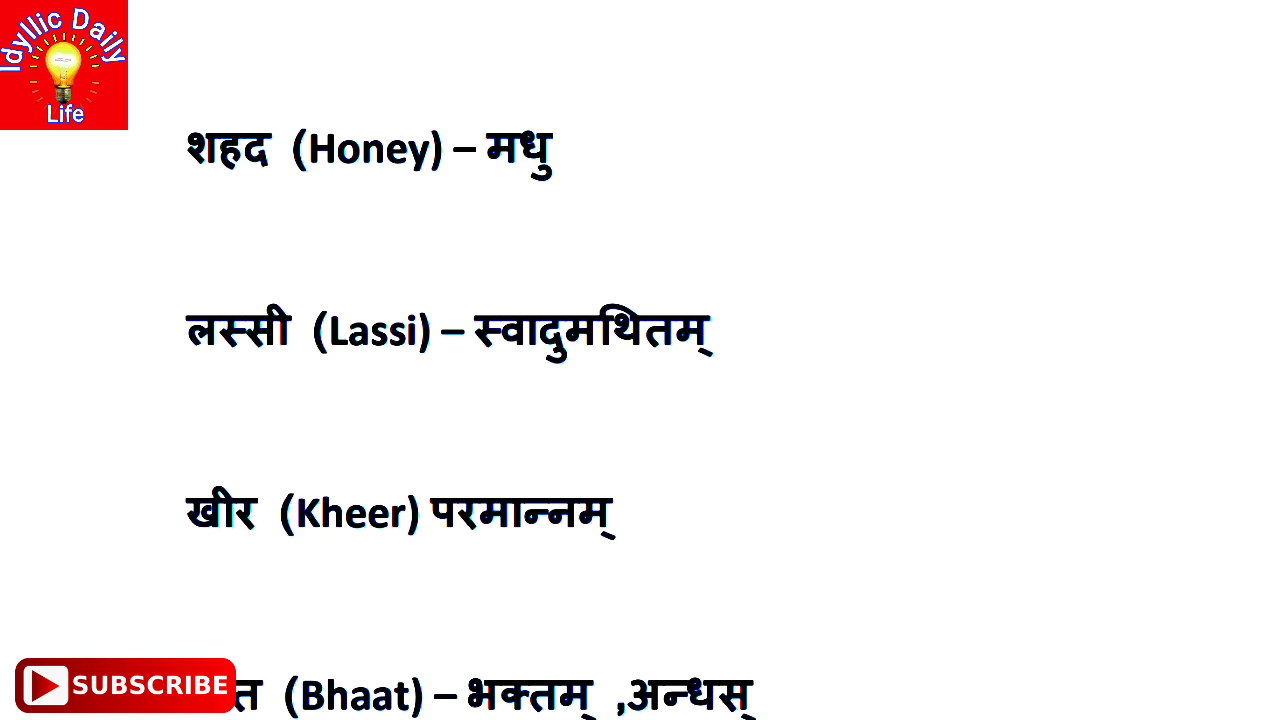 Idyllic Daily
Life
शहद (Honey) – मधु
लस्सी (Lassi) – स्वादुमथितम्
खीर (Kheer) परमान्नम्
SUBSCRIBE
(Bhaat) – भक्तम् ,अन्धस्